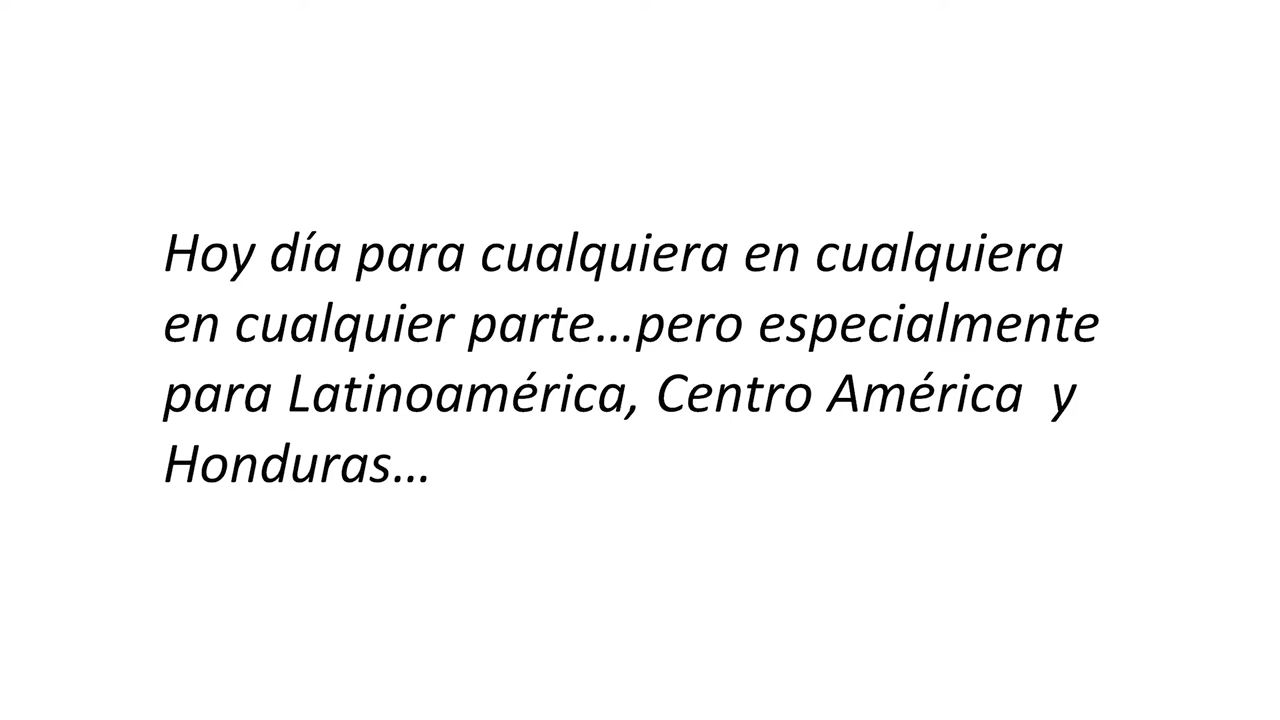 Hoy día para cualquiera en cualquiera
en cualquier parte…pero especialmente
para Latinoamérica, Centro América  y
Honduras…